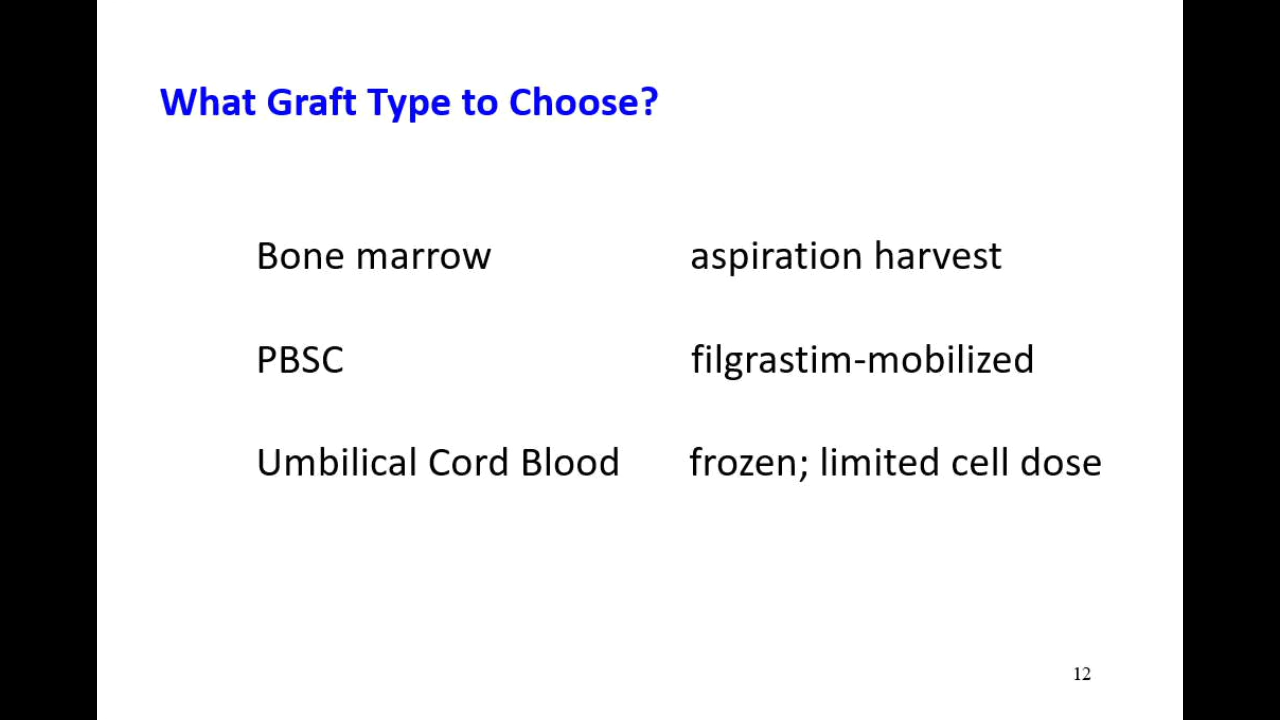 What Graft Type to Choose?
Bone marrow aspiration harvest
PBSC filgrastim-mobilized
Umbilical Cord Blood frozen; limited cell dose
12